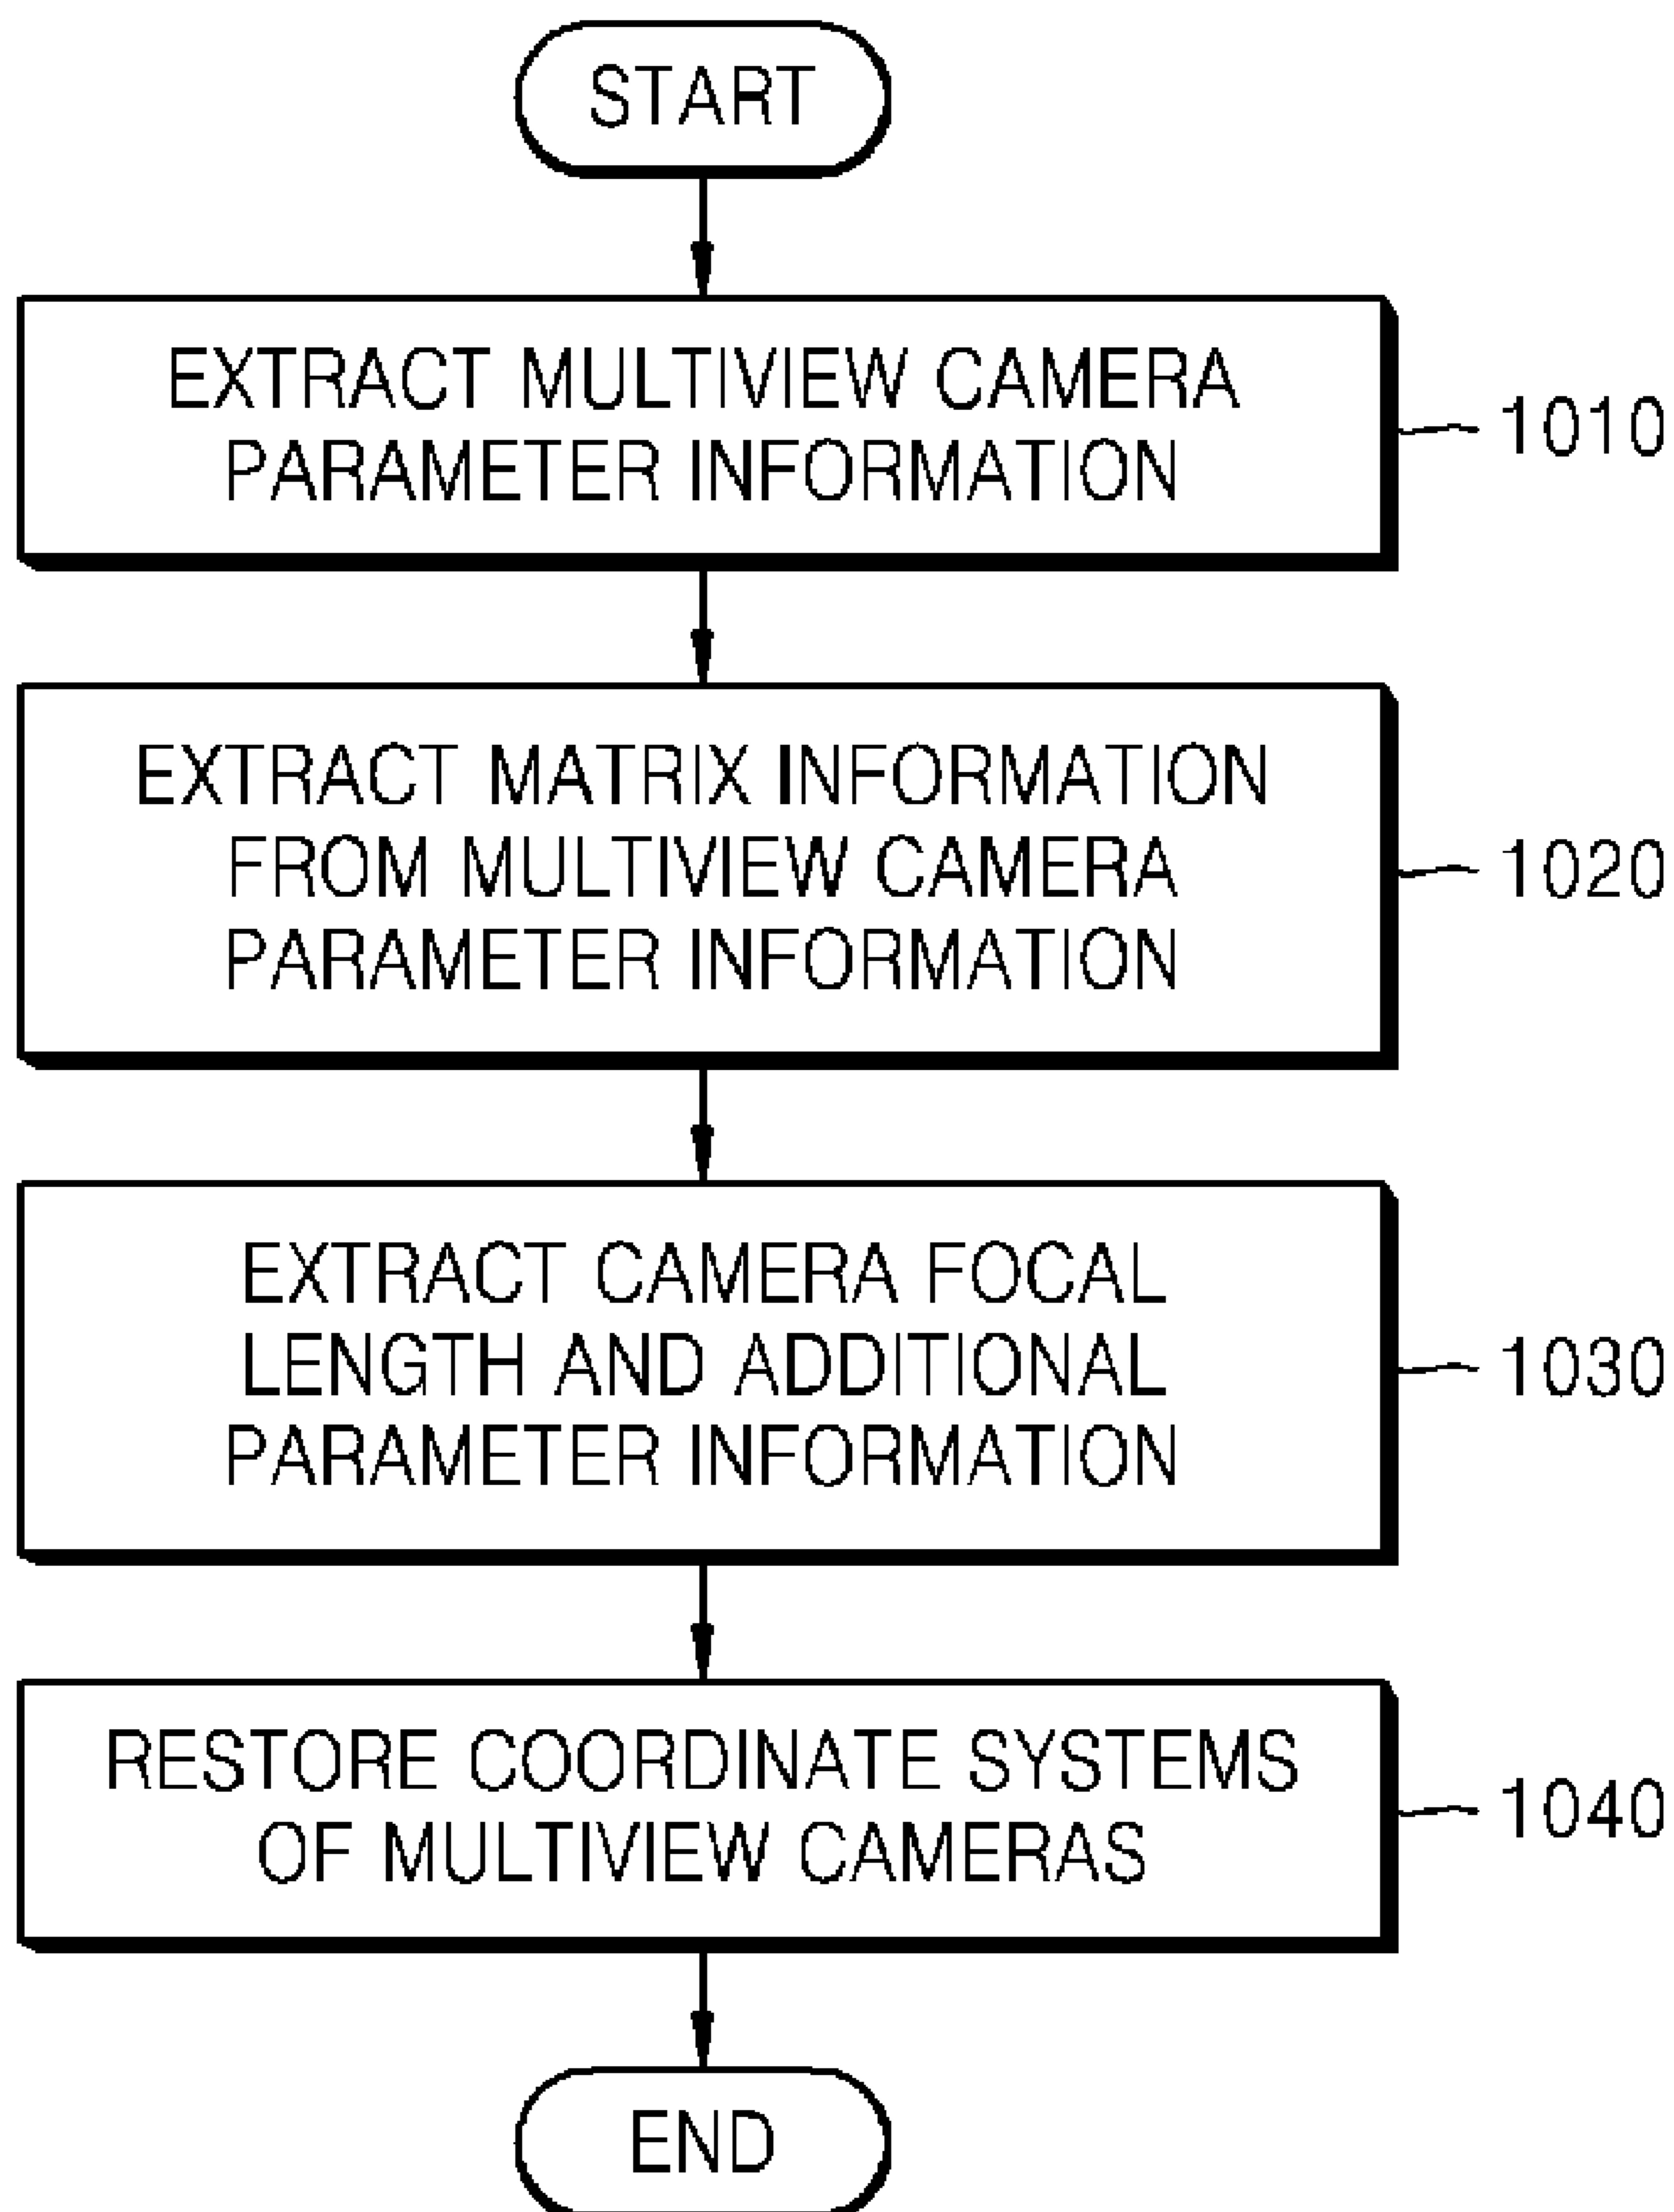 START
EXTRACT MULTIVIEW CAMERA
PARAMETER INFORMATION
1010
EXTRACT MATRIX INFORMATION
FROM MULTIVIEW CAMERA
PARAMETER INFORMATION
1020
EXTRACT CAMERA FOCAL
LENGTH AND ADDITIONAL
PARAMETER INFORMATION
1030
RESTORE COORDINATE SYSTEMS
OF MULTIVIEW CAMERAS
1040
END